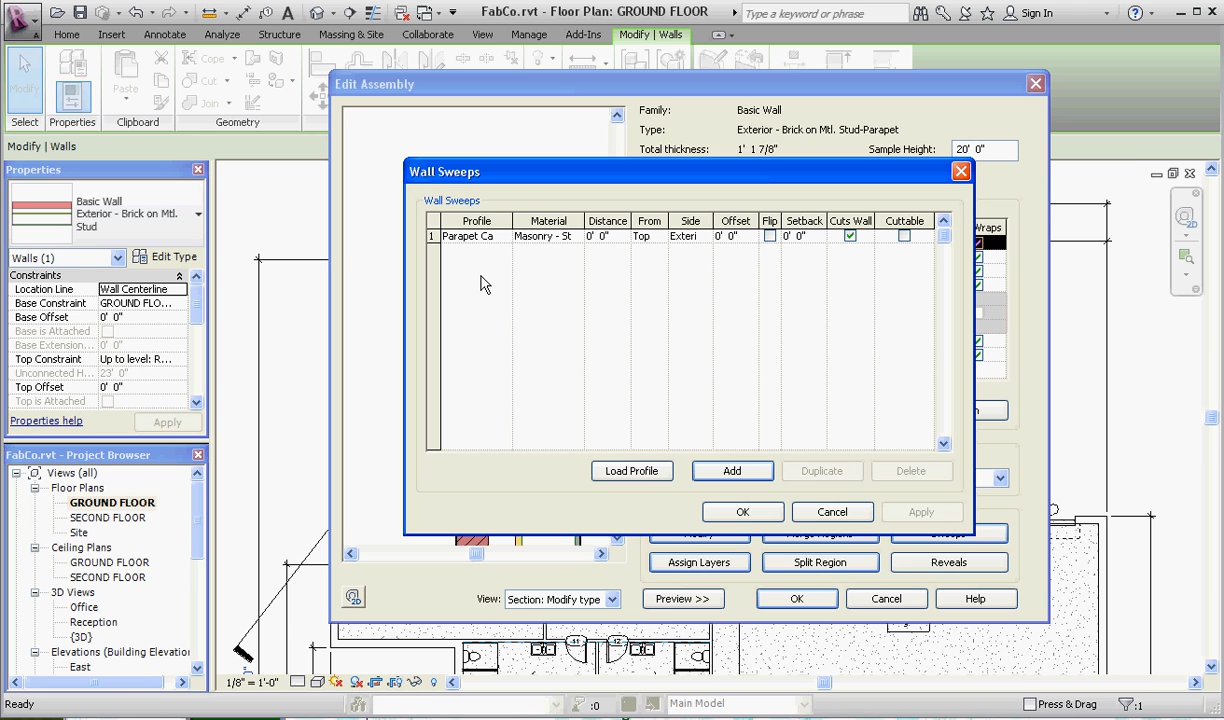 FabCo.rvt - Floor Plan: GROUND FLOOR
Type a keyword or phrase
Sign In
Home Insert Annotate Analyze Structure Massing & Site Collaborate View Manage Add-Ins Modify | Walls
Modify
Properties
Paste
Cope
Cut
Join
Select Properties Clipboard Geometry
Modify | Walls
Properties
Basic Wall
Exterior - Brick on Mtl.
Stud
Walls (1)
Edit Type
Constraints
Location Line Wall Centerline
Base Constraint GROUND FLO...
Base Offset 0' 0"
Base is Attached
Base Extension...
0' 0"
Top Constraint Up to level: R...
Unconnected H... 23' 0"
Top Offset 0' 0"
Top is Attached
Properties help
Apply
FabCo.rvt - Project Browser
Views (all)
Floor Plans
GROUND FLOOR
SECOND FLOOR
Site
Ceiling Plans
GROUND FLOOR
SECOND FLOOR
3D Views
Office
Reception
{3D}
Elevations (Building Elevatio
East
Edit Assembly
Family: Basic Wall
Type: Exterior - Brick on Mtl. Stud-Parapet
Total thickness: 1' 1 7/8" Sample Height: 20' 0"
Wraps
Wall Sweeps
Wall Sweeps
Profile Material Distance From Side Offset Flip Setback Cuts Wall Cuttable
1 Parapet Ca Masonry - St 0' 0" Top Exteri 0' 0" 0' 0"
Load Profile Add Duplicate Delete
OK Cancel Apply
Assign Layers Split Region Reveals
View: Section: Modify type Preview >> OK Cancel Help
1/8" = 1'-0"
Ready
:0
Main Model
Press & Drag
:1